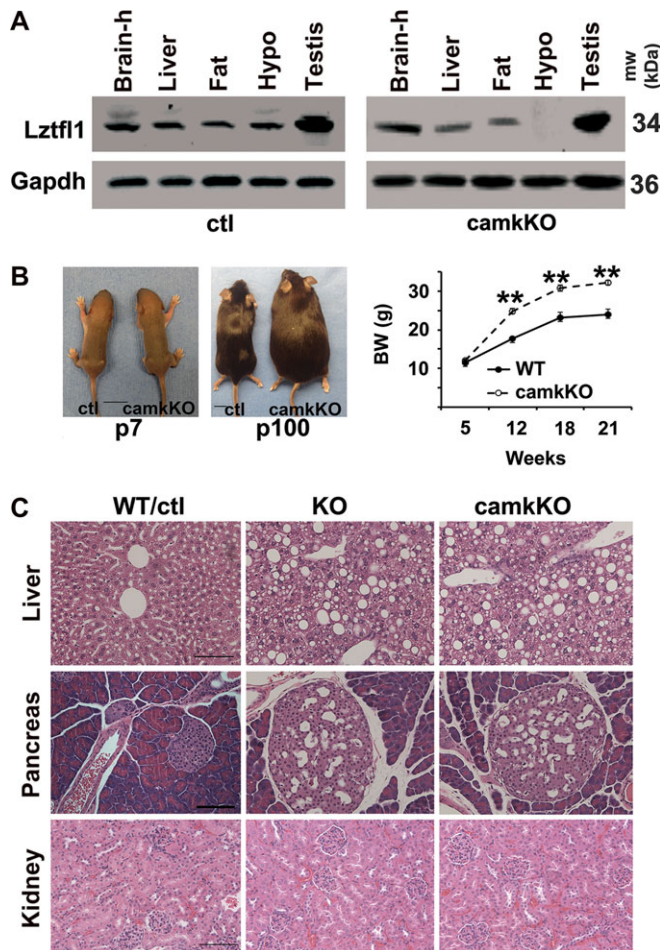 A
Brain-h Liver Fat Hypo Testis Brain-h Liver Fat Hypo Testis mw (kDa)
Lztfl1 34
Gapdh 36
ctl camkKO
B
ctl camkKO ctl camkKO
p7 p100
BW (g)
30
20
10
** ** **
WT
camkKO
5 12 18 21
Weeks
C
WT/ctl KO camkKO
Liver
Pancreas
Kidney